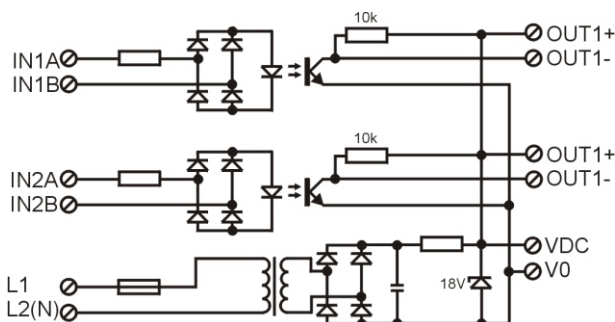 10k
OUT1+
IN1A
OUT1-
IN1B
10k
OUT1+
IN2A
OUT1-
IN2B
VDC
L1
18V
V0
L2(N)